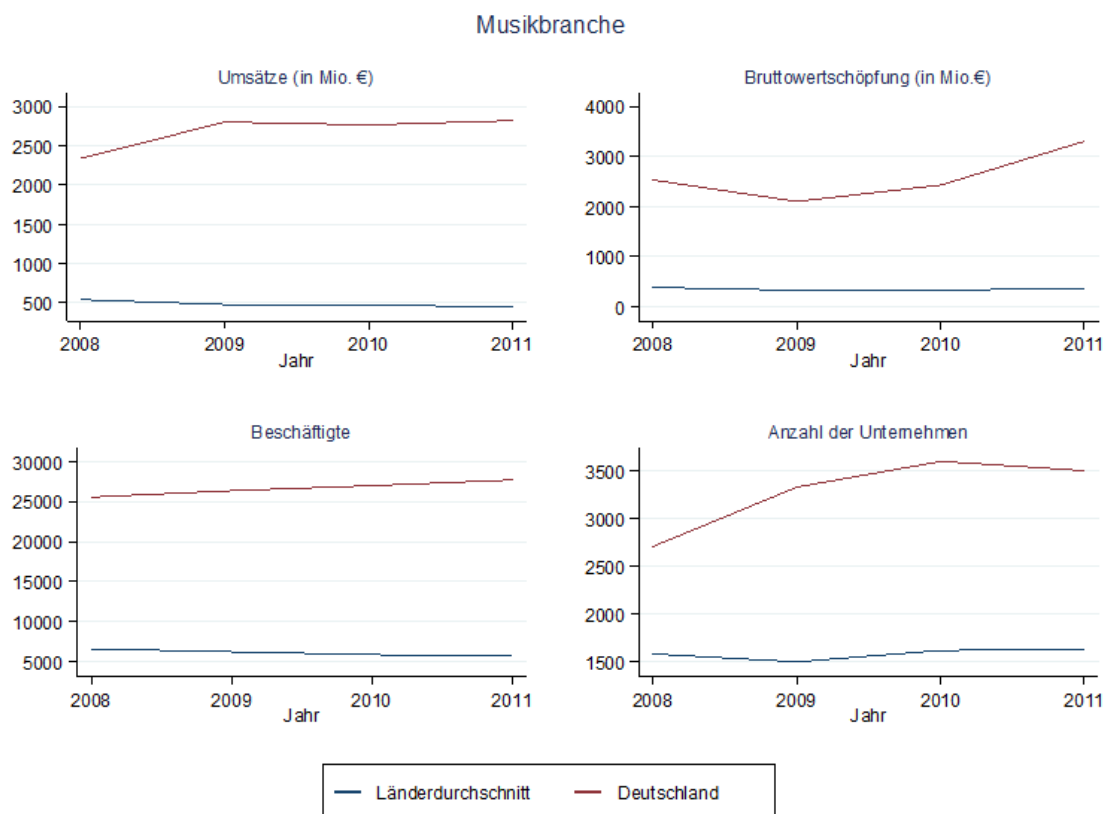 Musikbranche
Umsätze (in Mio. €)
3000
2500
2000
1500
1000
500
2008 2009 2010 2011
Jahr
Bruttowertschöpfung (in Mio.€)
4000
3000
2000
1000
0
2008 2009 2010 2011
Jahr
Beschäftigte
30000
25000
20000
15000
10000
5000
2008 2009 2010 2011
Jahr
Anzahl der Unternehmen
3500
3000
2500
2000
1500
2008 2009 2010 2011
Jahr
Länderdurchschnitt Deutschland